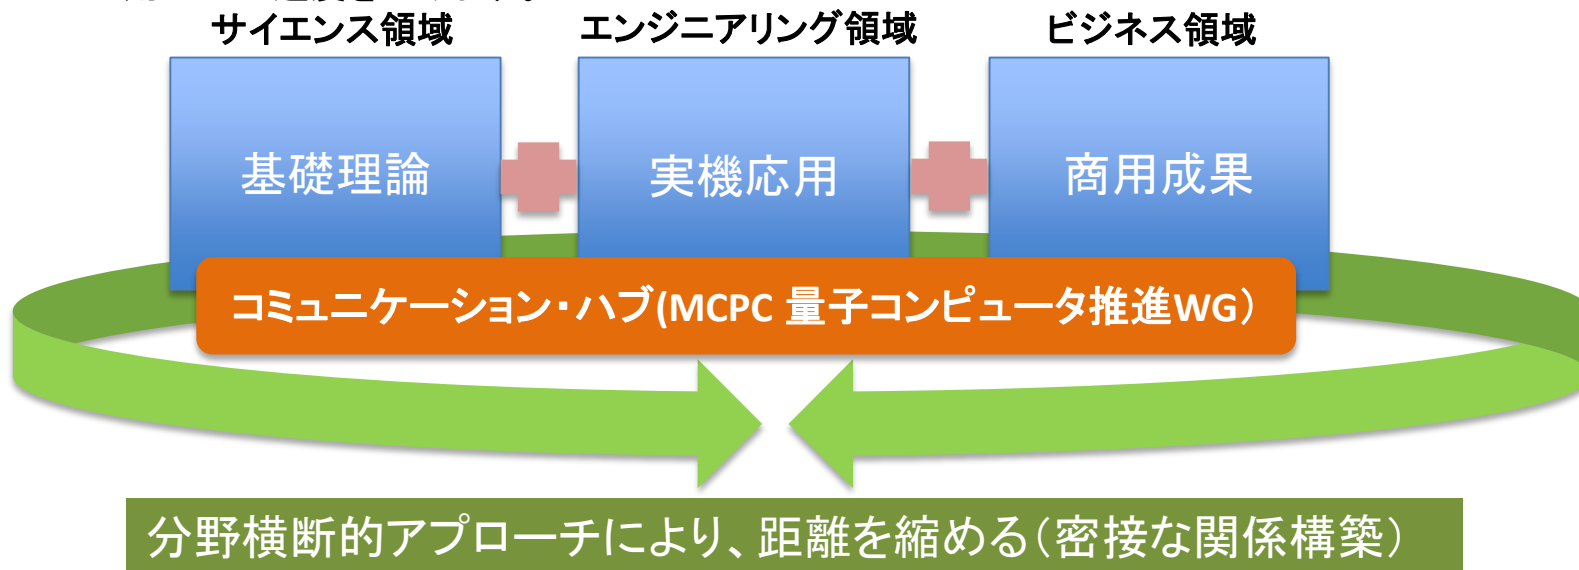 サイエンス領域
エンジニアリング領域
ビジネス領域
基礎理論
実機応用
商用成果
コミュニケーション・ハブ(MCPC 量子コンピュータ推進WG）
分野横断的アプローチにより、距離を縮める（密接な関係構築）